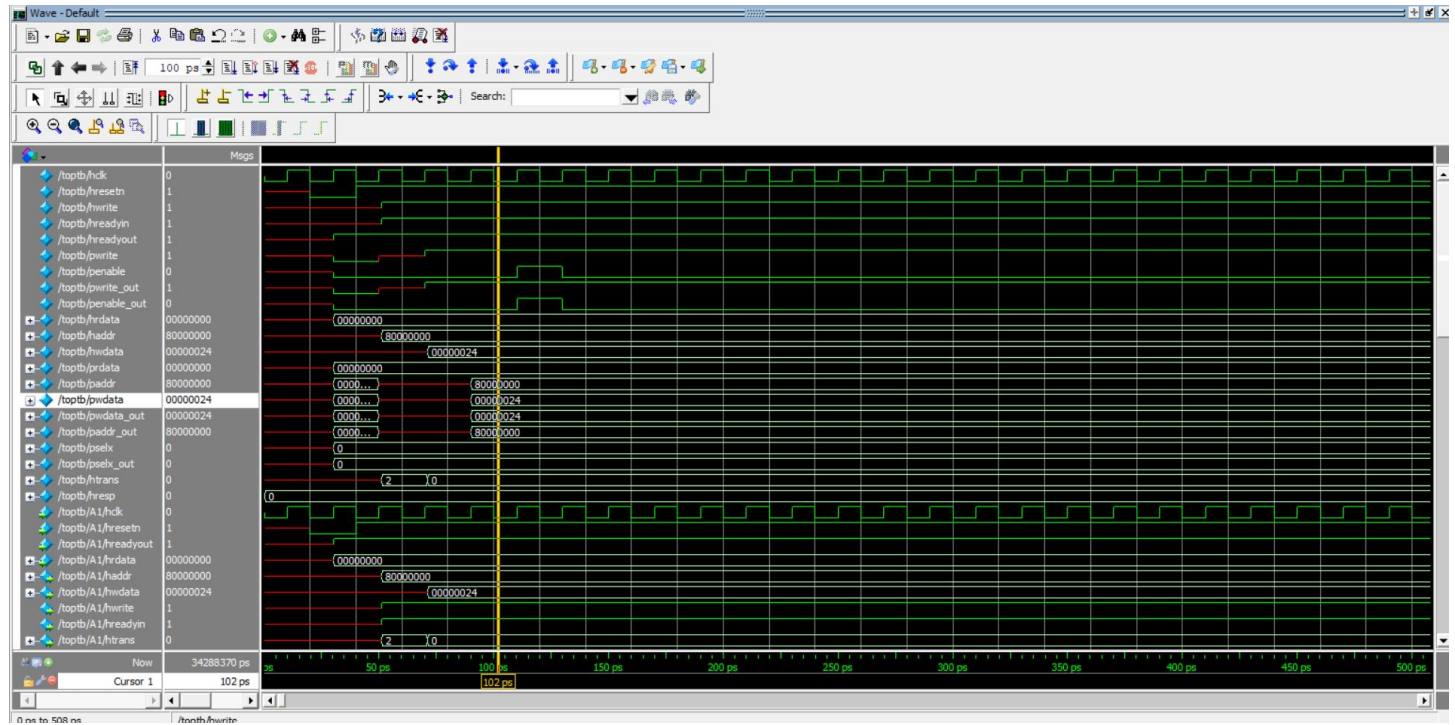 Wave - Default
100 ps
Search:
Msgs
/toptb/hclk 0
/toptb/hresetn 1
/toptb/hwrite 1
/toptb/hreadyin 1
/toptb/hreadyout 1
/toptb/pwrite 1
/toptb/penable 0
/toptb/pwrite_out 1
/toptb/penable_out 0
/toptb/hrdata 00000000 00000000
/toptb/haddr 80000000 80000000
/toptb/hwdata 00000024 00000024
/toptb/prdata 00000000 00000000
/toptb/paddr 80000000 0000... 80000000
/toptb/pwdata 00000024 0000... 00000024
/toptb/pwdata_out 00000024 0000... 00000024
/toptb/paddr_out 80000000 0000... 80000000
/toptb/pselx 0 0
/toptb/pselx_out 0 0
/toptb/htrans 0 2 0
/toptb/hresp 0 0
/toptb/A1/hclk 0
/toptb/A1/hresetn 1
/toptb/A1/hreadyout 1
/toptb/A1/hrdata 00000000 00000000
/toptb/A1/haddr 80000000 80000000
/toptb/A1/hwdata 00000024 00000024
/toptb/A1/hwrite 1
/toptb/A1/hreadyin 1
/toptb/A1/htrans 0 2 0
Now 34288370 ps ps 50 ps 100 ps 150 ps 200 ps 250 ps 300 ps 350 ps 400 ps 450 ps 500 ps
Cursor 1 102 ps 102 ps
0 ps to 508 ps /toptb/hwrite